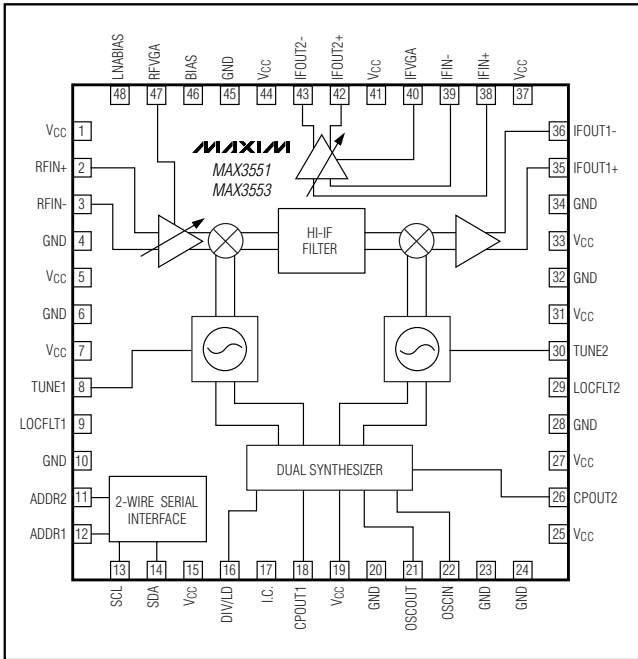 LNABIAS
RFVGA
BIAS
GND
VCC
IFOUT2-
IFOUT2+
VCC
IFVGA
IFIN-
IFIN+
VCC
48
47
46
45
44
43
42
41
40
39
38
37
VCC 1
RFIN+ 2
RFIN- 3
GND 4
VCC 5
GND 6
VCC 7
TUNE1 8
LOCFLT1 9
GND 10
ADDR2 11
ADDR1 12
MAXIM
MAX3551
MAX3553
HI-IF
FILTER
DUAL SYNTHESIZER
2-WIRE SERIAL
INTERFACE
36 IFOUT1-
35 IFOUT1+
34 GND
33 VCC
32 GND
31 VCC
30 TUNE2
29 LOCFLT2
28 GND
27 VCC
26 CPOUT2
25 VCC
13
14
15
16
17
18
19
20
21
22
23
24
SCL
SDA
VCC
DIV/LD
I.C.
CPOUT1
VCC
GND
OSCOUT
OSCIN
GND
GND